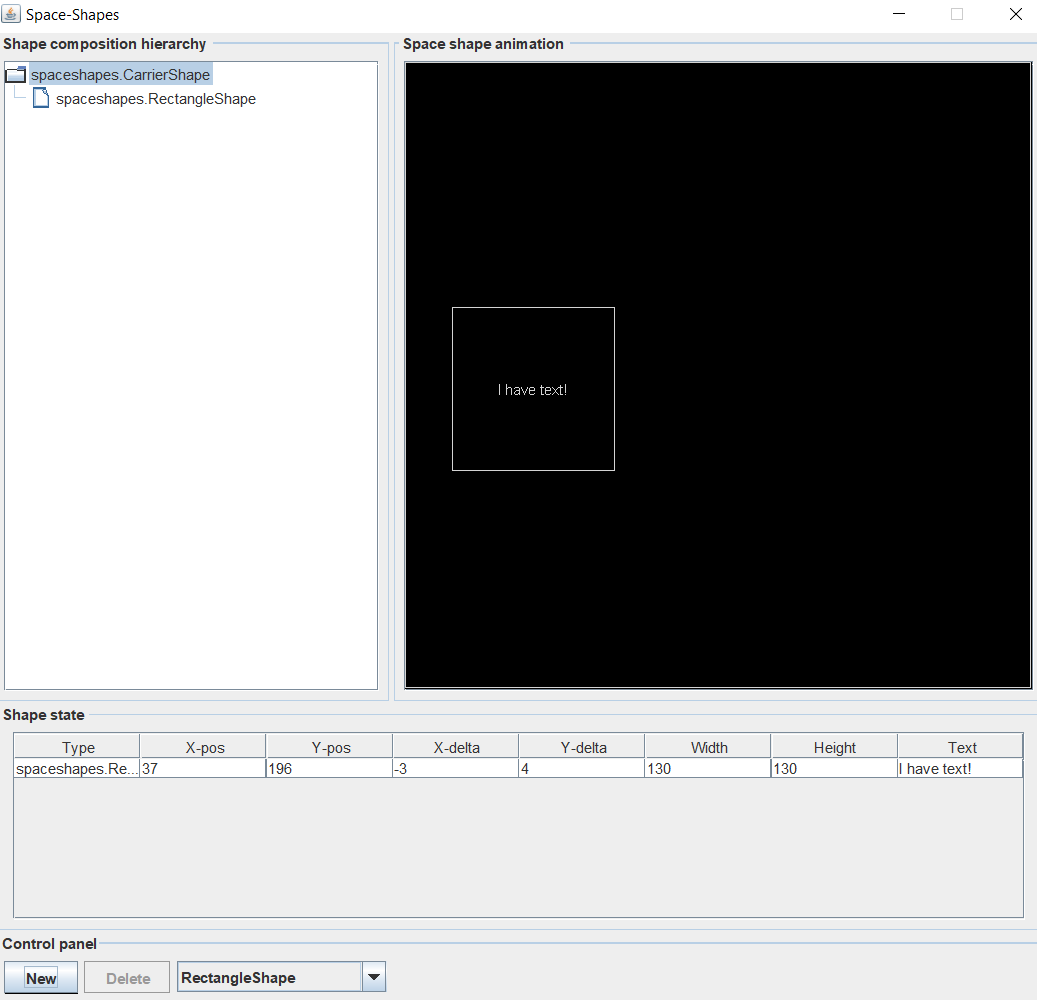 Space-Shapes
Shape composition hierarchy
spaceshapes.CarrierShape
spaceshapes.RectangleShape
Space shape animation
I have text!
Shape state
Type X-pos Y-pos X-delta Y-delta Width Height Text
spaceshapes.Re... 37 196 -3 4 130 130 I have text!
Control panel
New Delete RectangleShape